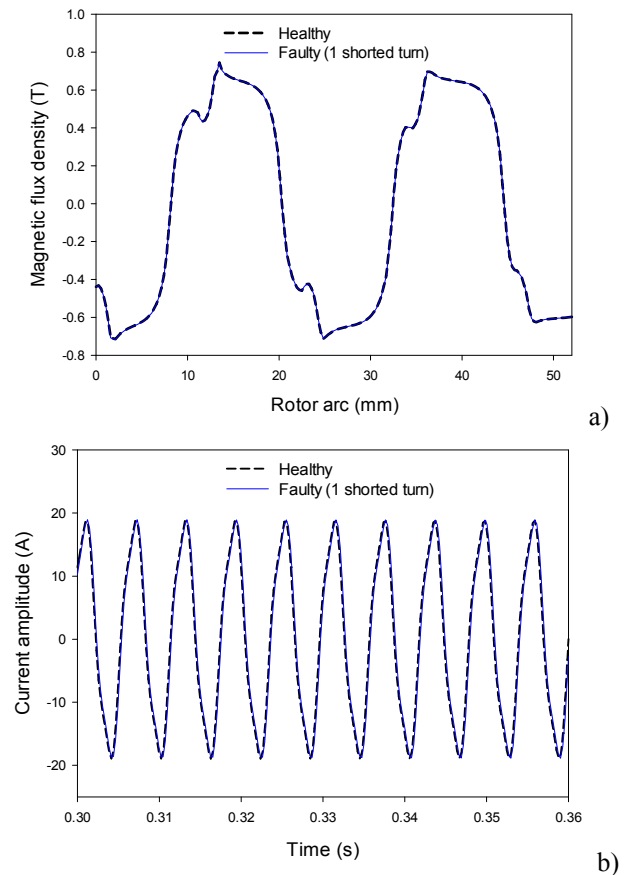 Healthy
Faulty (1 shorted turn)
1.0
0.8
0.6
0.4
0.2
0.0
-0.2
-0.4
-0.6
-0.8
Magnetic flux density (T)
0 10 20 30 40 50
Rotor arc (mm)
a)
Healthy
Faulty (1 shorted turn)
30
20
10
0
-10
-20
Current amplitude (A)
0.30 0.31 0.32 0.33 0.34 0.35 0.36
Time (s)
b)